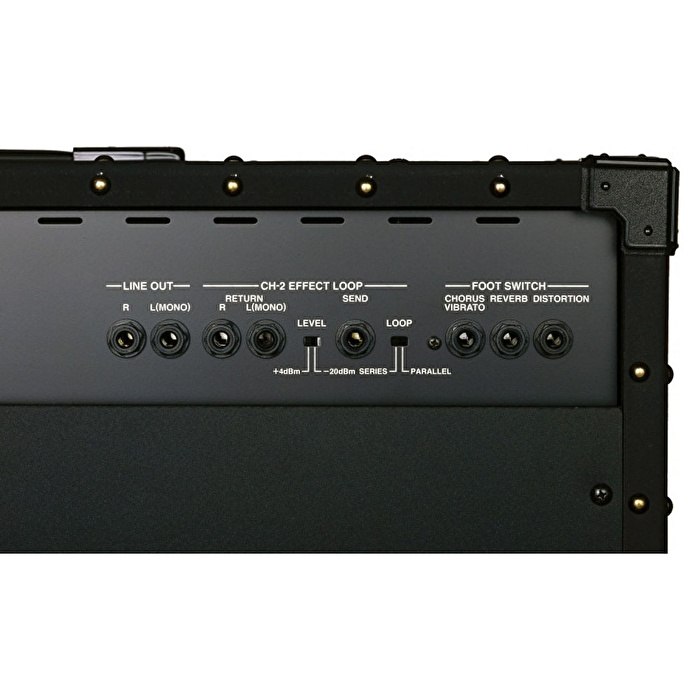 LINE OUT
R L(MONO)
CH-2 EFFECT LOOP
RETURN
R L(MONO)
LEVEL
+4dBm -20dBm
SEND
LOOP
SERIES PARALLEL
FOOT SWITCH
CHORUS REVERB DISTORTION
VIBRATO